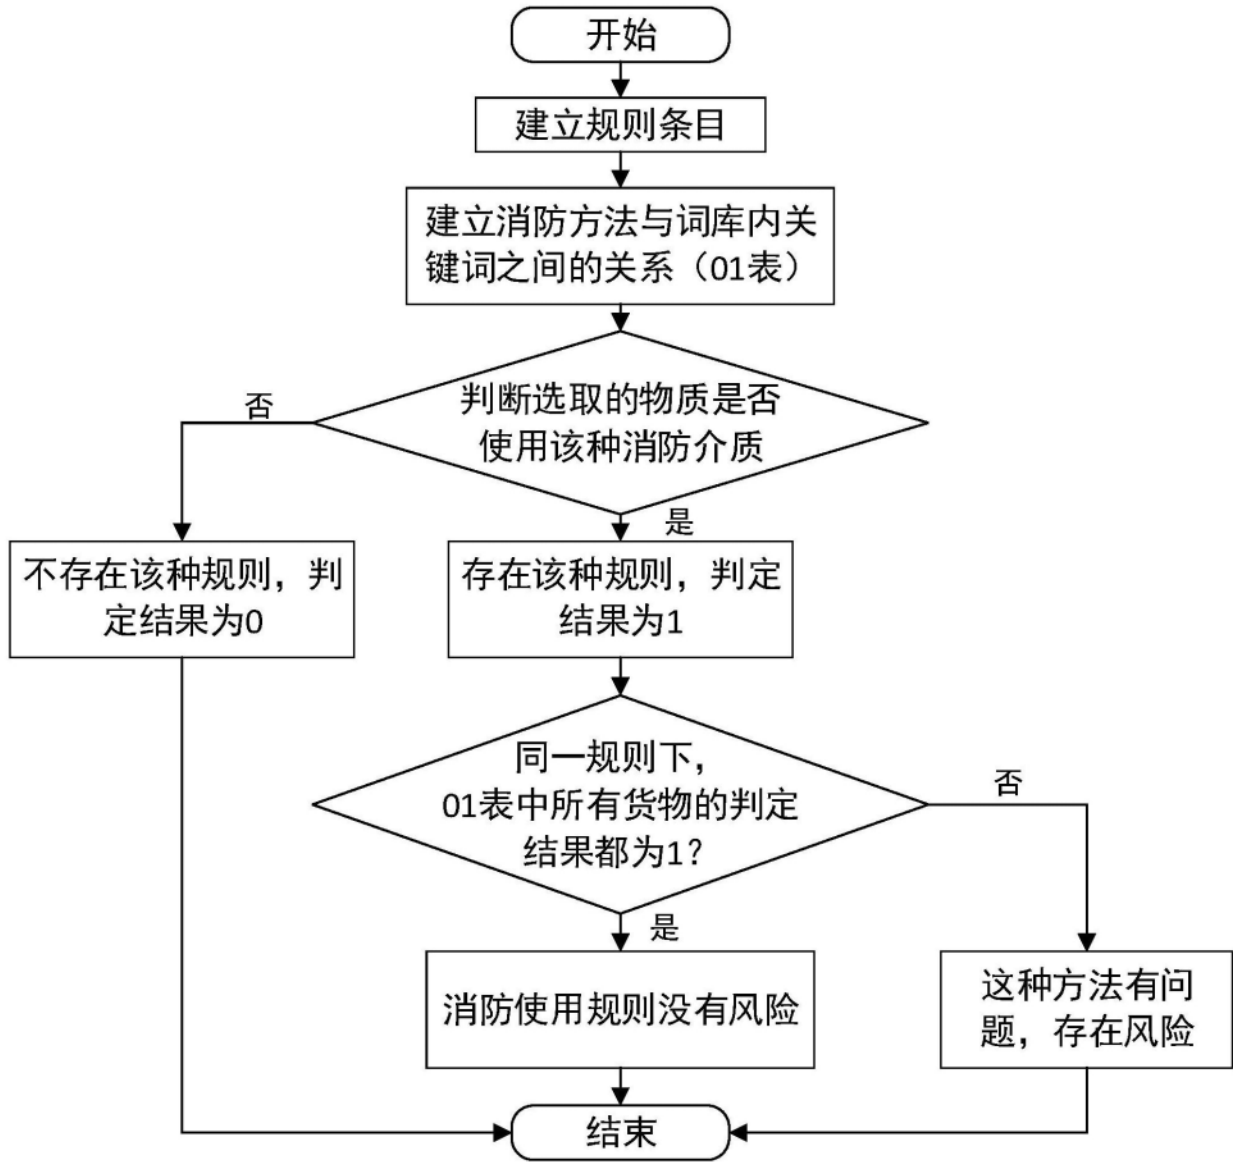 开始
建立规则条目
建立消防方法与词库内关
键词之间的关系（01表）
判断选取的物质是否
使用该种消防介质
否
是
不存在该种规则，判
定结果为0
存在该种规则，判定
结果为1
同一规则下，
01表中所有货物的判定
结果都为1？
否
是
消防使用规则没有风险
这种方法有问
题，存在风险
结束